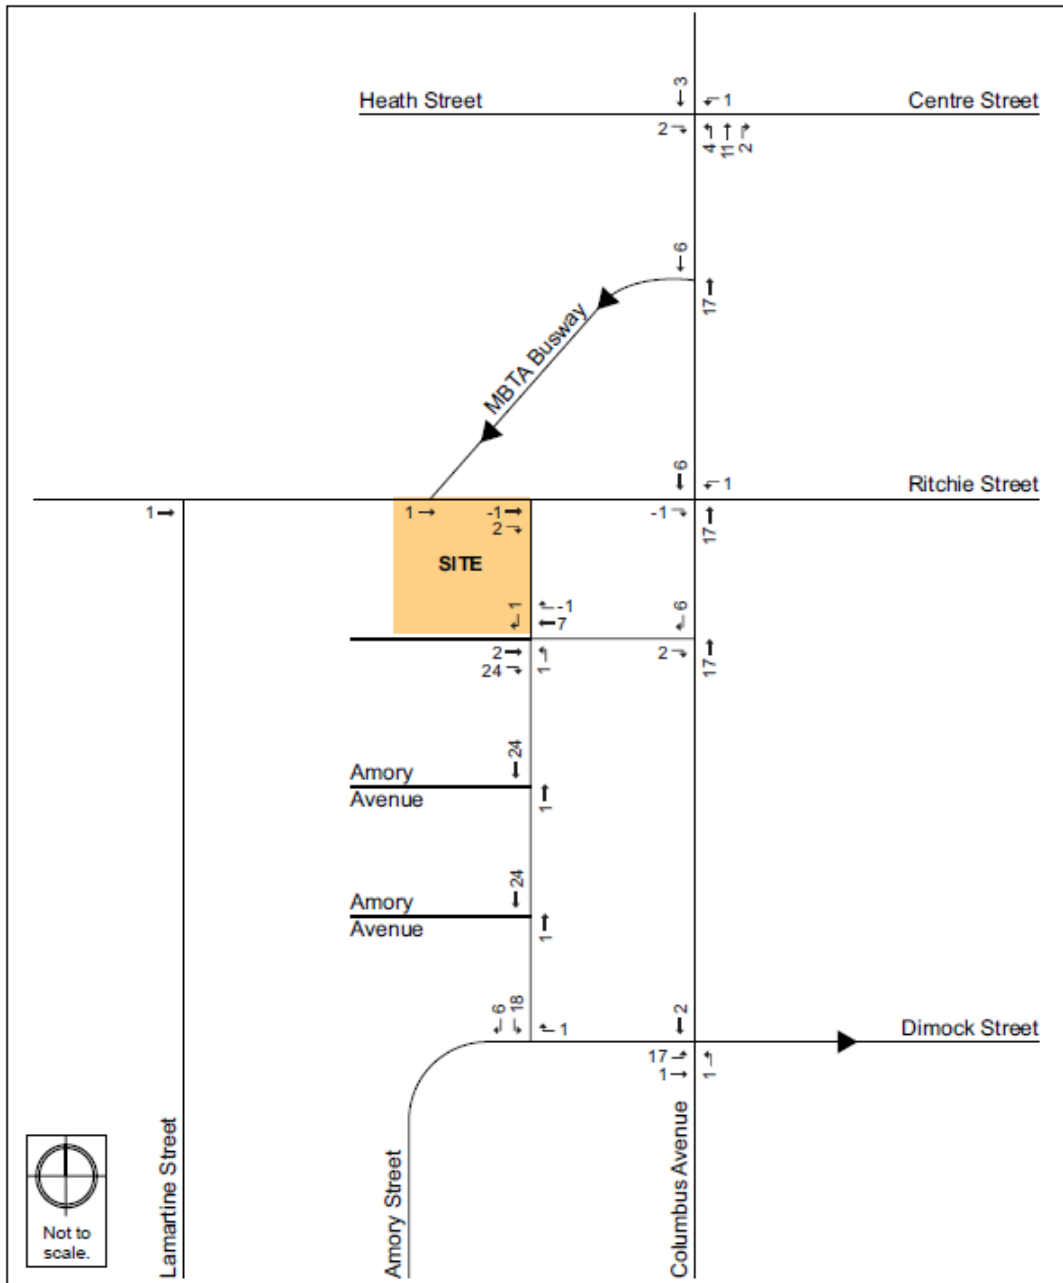 3
Heath Street
1
Centre Street
2
4
11
2
6
17
MBTA Busway
6
1
Ritchie Street
1
1
-1
2
-1
17
SITE
1
-1
7
6
2
24
1
2
17
24
Amory
Avenue
1
24
Amory
Avenue
1
6
18
1
2
Dimock Street
17
1
1
Lamartine Street
Amory Street
Columbus Avenue
Not to
scale.